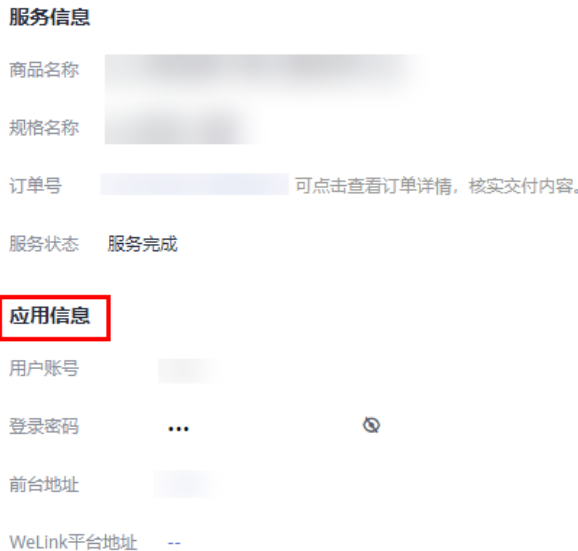 服务信息
商品名称
规格名称
订单号 可点击查看订单详情，核实交付内容。
服务状态 服务完成
应用信息
用户账号
登录密码 •••
前台地址
WeLink平台地址 --